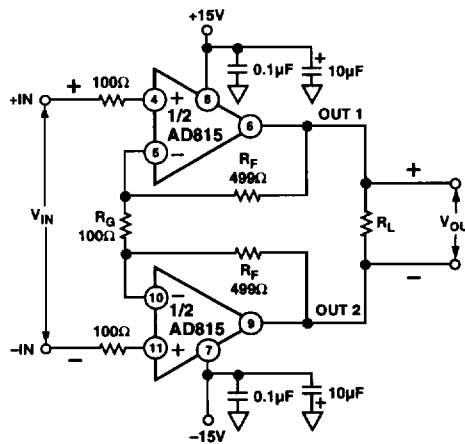 +15V
0.1µF
10µF
100Ω
+IN
+
4
+
8
1/2
AD815
6
OUT 1
5
−
R_F
499Ω
+
V_IN
R_G
100Ω
R_L
V_OUT
R_F
499Ω
−
10
−
1/2
AD815
9
OUT 2
100Ω
−IN
−
11
+
7
0.1µF
10µF
+
−15V